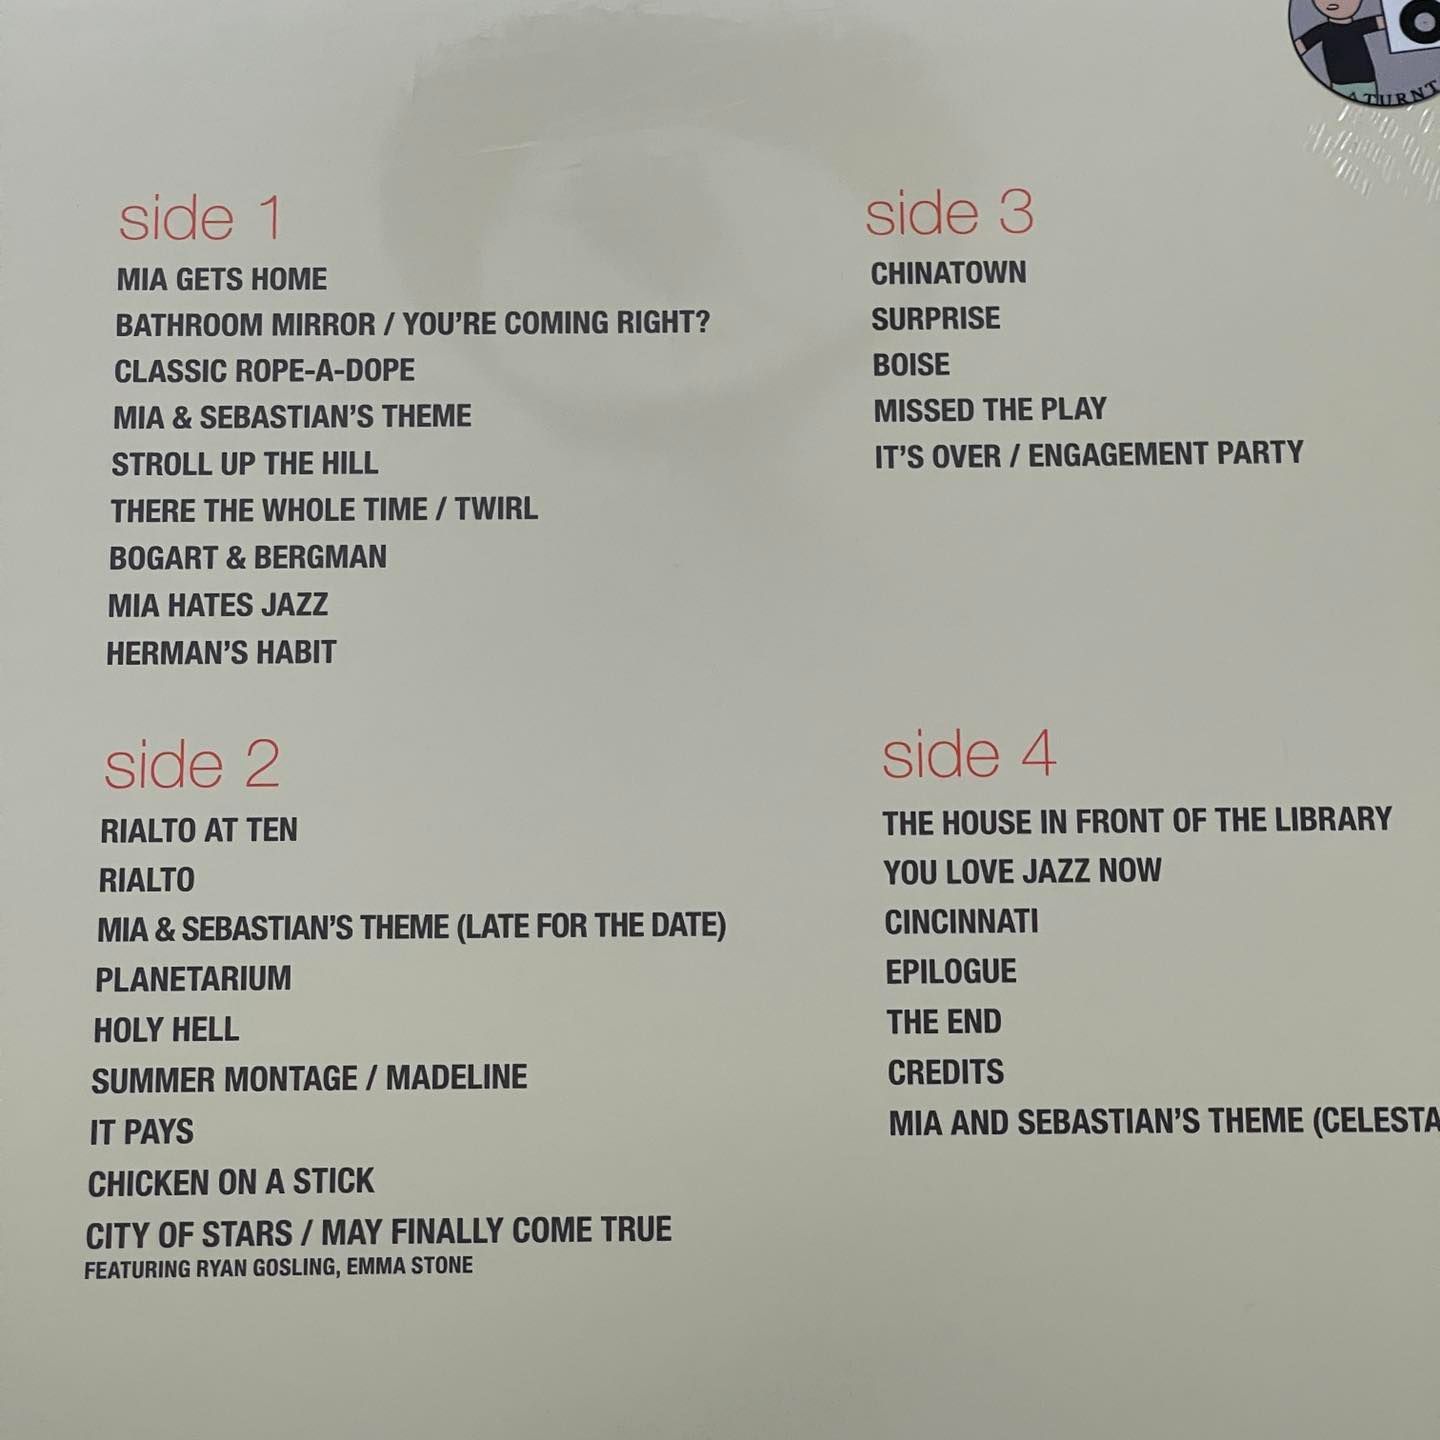 side 1
MIA GETS HOME
BATHROOM MIRROR / YOU'RE COMING RIGHT?
CLASSIC ROPE-A-DOPE
MIA & SEBASTIAN'S THEME
STROLL UP THE HILL
THERE THE WHOLE TIME / TWIRL
BOGART & BERGMAN
MIA HATES JAZZ
HERMAN'S HABIT
side 2
RIALTO AT TEN
RIALTO
MIA & SEBASTIAN'S THEME (LATE FOR THE DATE)
PLANETARIUM
HOLY HELL
SUMMER MONTAGE / MADELINE
IT PAYS
CHICKEN ON A STICK
CITY OF STARS / MAY FINALLY COME TRUE
FEATURING RYAN GOSLING, EMMA STONE
side 3
CHINATOWN
SURPRISE
BOISE
MISSED THE PLAY
IT'S OVER / ENGAGEMENT PARTY
side 4
THE HOUSE IN FRONT OF THE LIBRARY
YOU LOVE JAZZ NOW
CINCINNATI
EPILOGUE
THE END
CREDITS
MIA AND SEBASTIAN'S THEME (CELESTA